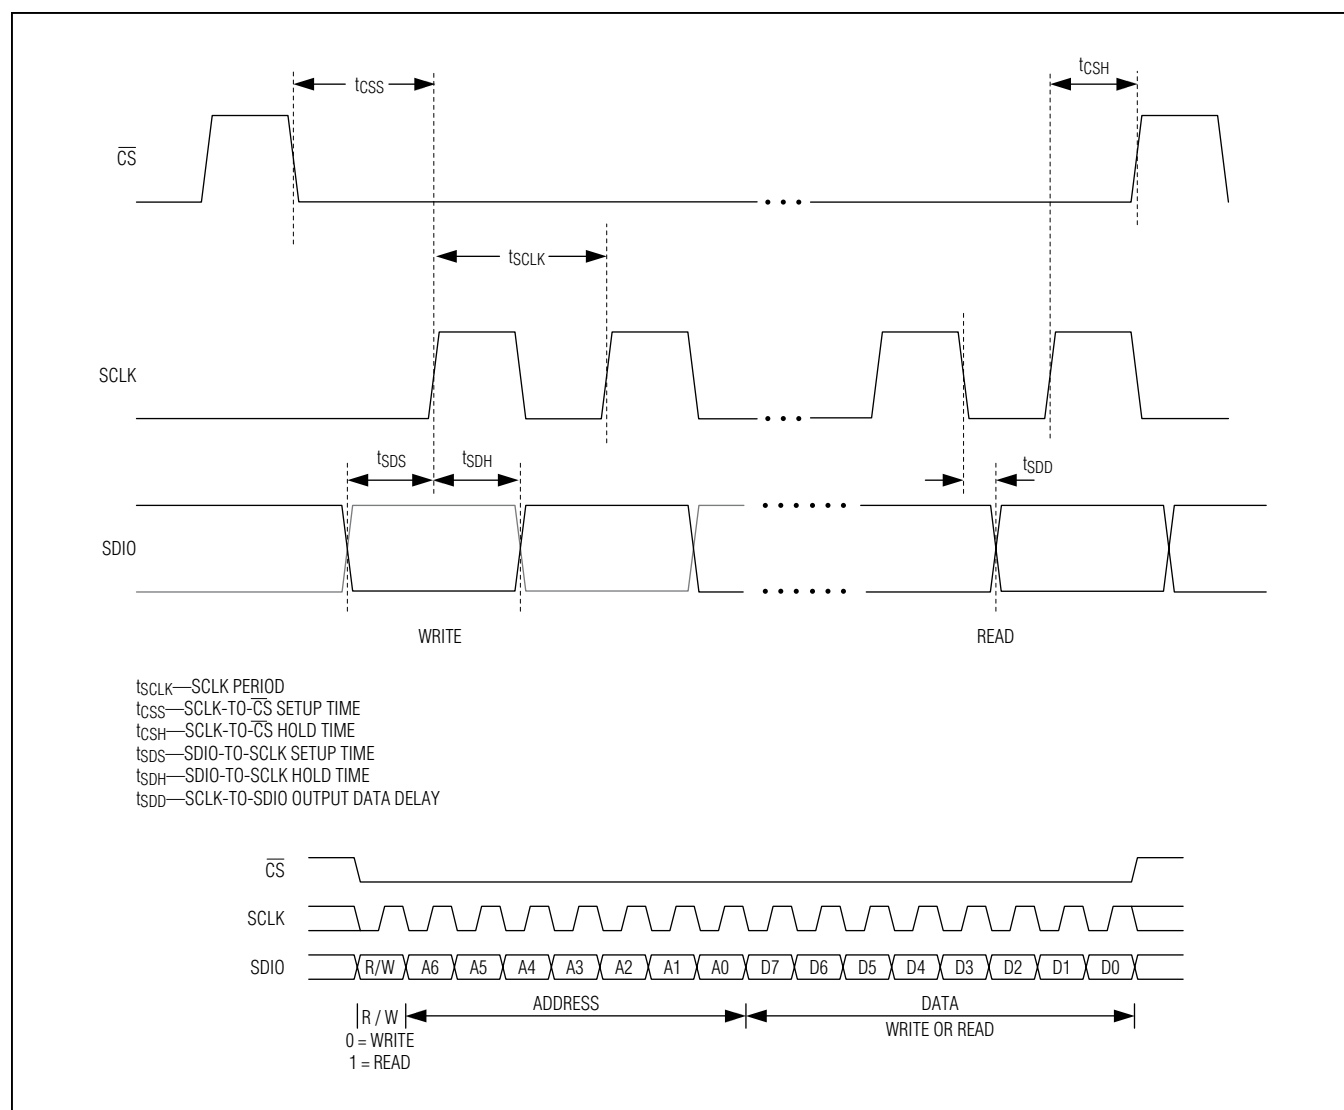 tCSS
tCSH
CS
tSCLK
SCLK
tSDS
tSDH
tSDD
SDIO
WRITE
READ
tSCLK—SCLK PERIOD
tCSS—SCLK-TO-CS SETUP TIME
tCSH—SCLK-TO-CS HOLD TIME
tSDS—SDIO-TO-SCLK SETUP TIME
tSDH—SDIO-TO-SCLK HOLD TIME
tSDD—SCLK-TO-SDIO OUTPUT DATA DELAY
CS
SCLK
SDIO R/W A6 A5 A4 A3 A2 A1 A0 D7 D6 D5 D4 D3 D2 D1 D0
R / W ADDRESS DATA
0 = WRITE WRITE OR READ
1 = READ